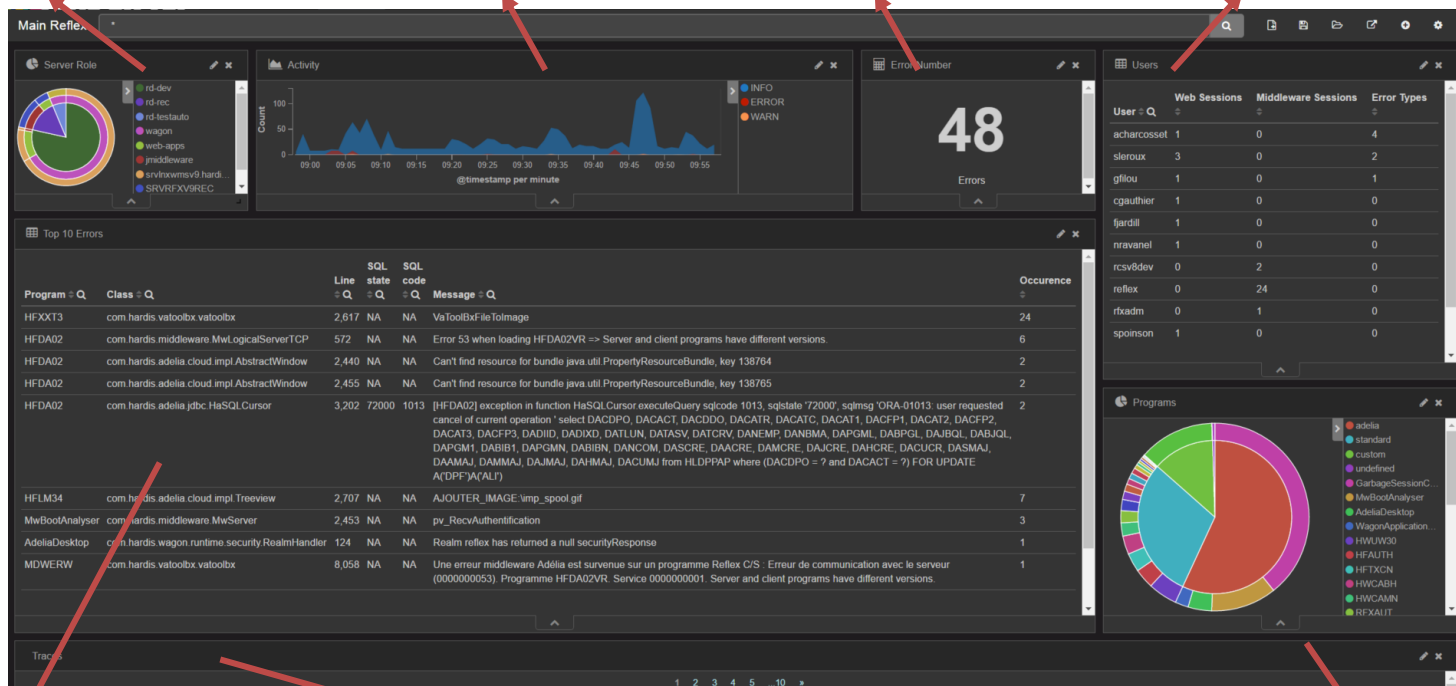 Main Reflex *
Server Role
rd-dev
rd-rec
rd-testauto
wagon
web-apps
jmiddleware
srvlnxwmsv9.hardi...
SRVRFXV9REC
Activity
Count
100
50
0
09:00 09:05 09:10 09:15 09:20 09:25 09:30 09:35 09:40 09:45 09:50 09:55
@timestamp per minute
INFO
ERROR
WARN
Error Number
48
Errors
Users
User Web Sessions Middleware Sessions Error Types
acharcosset 1 0 4
sleroux 3 0 2
gfilou 1 0 1
cgauthier 1 0 0
fjardill 1 0 0
nravanel 1 0 0
rcsv8dev 0 2 0
reflex 0 24 0
rfxadm 0 1 0
spoinson 1 0 0
Top 10 Errors
Program Class Line SQL state SQL code Message Occurence
HFXXT3 com.hardis.vatoolbx.vatoolbx 2,617 NA NA VaToolBxFileToImage 24
HFDA02 com.hardis.middleware.MwLogicalServerTCP 572 NA NA Error 53 when loading HFDA02VR => Server and client programs have different versions. 6
HFDA02 com.hardis.adelia.cloud.impl.AbstractWindow 2,440 NA NA Can't find resource for bundle java.util.PropertyResourceBundle, key 138764 2
HFDA02 com.hardis.adelia.cloud.impl.AbstractWindow 2,455 NA NA Can't find resource for bundle java.util.PropertyResourceBundle, key 138765 2
HFDA02 com.hardis.adelia.jdbc.HaSQLCursor 3,202 72000 1013 [HFDA02] exception in function HaSQLCursor.executeQuery sqlcode 1013, sqlstate '72000', sqlmsg 'ORA-01013: user requested 2
cancel of current operation ' select DACDPO, DACACT, DACDDO, DACATR, DACATC, DACAT1, DACFP1, DACAT2, DACFP2,
DACAT3, DACFP3, DADIID, DADIXD, DATLUN, DATASV, DATCRV, DANEMP, DANBMA, DAPGML, DABPGL, DAJBQL, DABJQL,
DAPGM1, DABIB1, DAPGMN, DABIBN, DANCOM, DASCRE, DAACRE, DAMCRE, DAJCRE, DAHCRE, DACUCR, DASMAJ,
DAAMAJ, DAMMAJ, DAJMAJ, DAHMAJ, DACUMJ from HLDPPAP where (DACDPO = ? and DACACT = ?) FOR UPDATE
A('DPF')A('ALI')
HFLM34 com.hardis.adelia.cloud.impl.Treeview 2,707 NA NA AJOUTER_IMAGE:\imp_spool.gif 7
MwBootAnalyser com.hardis.middleware.MwServer 2,453 NA NA pv_RecvAuthentification 3
AdeliaDesktop com.hardis.wagon.runtime.security.RealmHandler 124 NA NA Realm reflex has returned a null securityResponse 1
MDWERW com.hardis.vatoolbx.vatoolbx 8,058 NA NA Une erreur middleware Adélia est survenue sur un programme Reflex C/S : Erreur de communication avec le serveur 1
(0000000053). Programme HFDA02VR. Service 0000000001. Server and client programs have different versions.
Programs
adelia
standard
custom
undefined
GarbageSessionC...
MwBootAnalyser
AdeliaDesktop
WagonApplication...
HWUW30
HFAUTH
HFTXCN
HWCABH
HWCAMN
RFXAUT
Traces
1 2 3 4 5 ...10 »